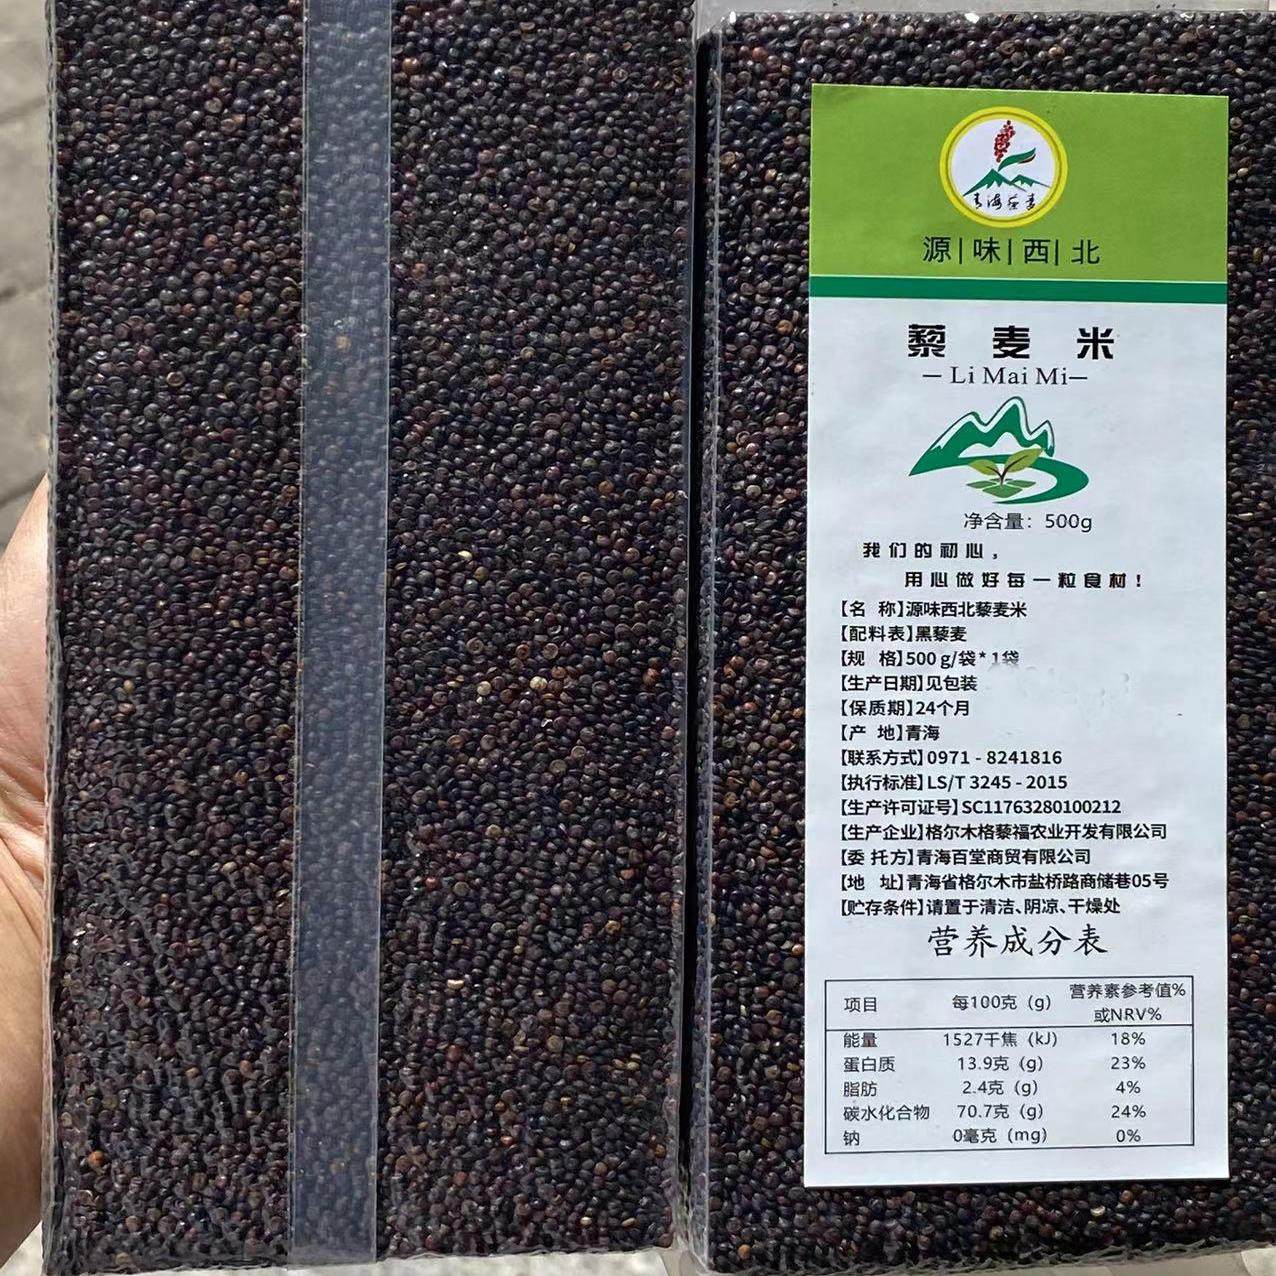 青海藜麦
源|味|西|北
藜麦米
—Li Mai Mi—
净含量：500g
我们的初心，
用心做好每一粒食材！
【名 称】源味西北藜麦米
【配料表】黑藜麦
【规 格】500 g/袋*1袋
【生产日期】见包装
【保质期】24个月
【产 地】青海
【联系方式】0971-8241816
【执行标准】LS/T 3245-2015
【生产许可证号】SC11763280100212
【生产企业】格尔木格藜福农业开发有限公司
【委托方】青海百堂商贸有限公司
【地 址】青海省格尔木市盐桥路商储巷05号
【贮存条件】请置于清洁、阴凉、干燥处
营养成分表
项目 每100克（g） 营养素参考值%或NRV%
能量 1527千焦（kJ） 18%
蛋白质 13.9克（g） 23%
脂肪 2.4克（g） 4%
碳水化合物 70.7克（g） 24%
钠 0毫克（mg） 0%